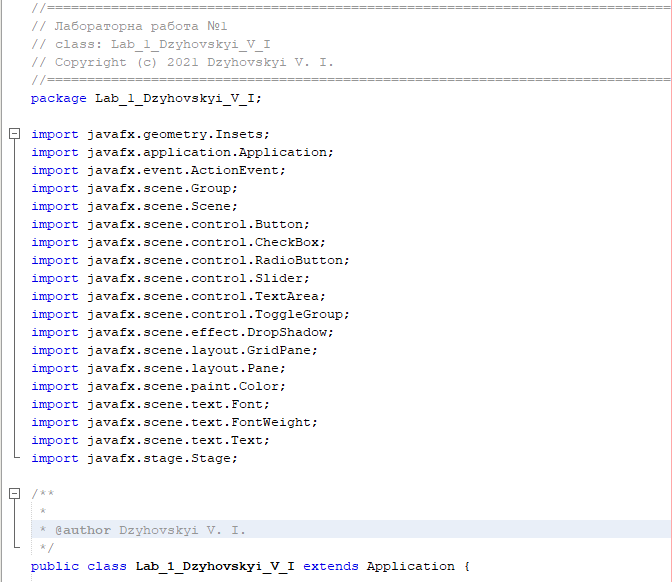 //==============================================================================
// Лабораторна работа №1
// class: Lab_1_Dzyhovskyi_V_I
// Copyright (c) 2021 Dzyhovskyi V. I.
//==============================================================================
package Lab_1_Dzyhovskyi_V_I;
import javafx.geometry.Insets;
import javafx.application.Application;
import javafx.event.ActionEvent;
import javafx.scene.Group;
import javafx.scene.Scene;
import javafx.scene.control.Button;
import javafx.scene.control.CheckBox;
import javafx.scene.control.RadioButton;
import javafx.scene.control.Slider;
import javafx.scene.control.TextArea;
import javafx.scene.control.ToggleGroup;
import javafx.scene.effect.DropShadow;
import javafx.scene.layout.GridPane;
import javafx.scene.layout.Pane;
import javafx.scene.paint.Color;
import javafx.scene.text.Font;
import javafx.scene.text.FontWeight;
import javafx.scene.text.Text;
import javafx.stage.Stage;
/**
 *
 * @author Dzyhovskyi V. I.
 */
public class Lab_1_Dzyhovskyi_V_I extends Application {